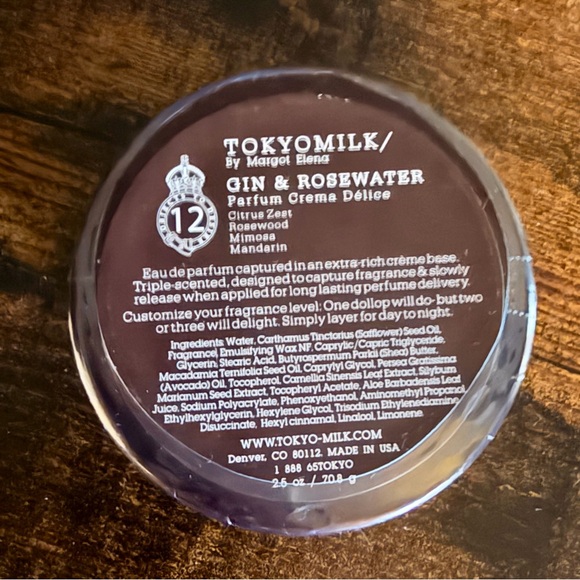 TOKYOMILK/
By Margot Elena
GIN & ROSEWATER
Parfum Crema Délice
12
Citrus Zest
Rosewood
Mimosa
Mandarin
Eau de parfum captured in an extra-rich crème base.
Triple-scented, designed to capture fragrance & slowly
release when applied for long lasting perfume delivery.
Customize your fragrance level: One dollop will do-but two
or three will delight. Simply layer for day to night.
Ingredients: Water, Carthamus Tinctorius (Safflower) Seed Oil,
Fragrance, Emulsifying Wax NF, Caprylic/Capric Triglyceride,
Glycerin, Stearic Acid, Butyrospermum Parkii (Shea) Butter,
Macadamia Ternifolia Seed Oil, Caprylyl Glycol, Persea Gratissima
(Avocado) Oil, Tocopherol, Camellia Sinensis Leaf Extract, Silybum
Marianum Seed Extract, Tocopheryl Acetate, Aloe Barbadensis Leaf
Juice, Sodium Polyacrylate, Phenoxyethanol, Aminomethyl Propanol,
Ethylhexylglycerin, Hexylene Glycol, Trisodium Ethylenediamine
Disuccinate, Hexyl cinnamal, Linalool, Limonene.
WWW.TOKYO-MILK.COM
Denver, CO 80112. MADE IN USA
1 888 65TOKYO
2.5 oz / 70.8 g